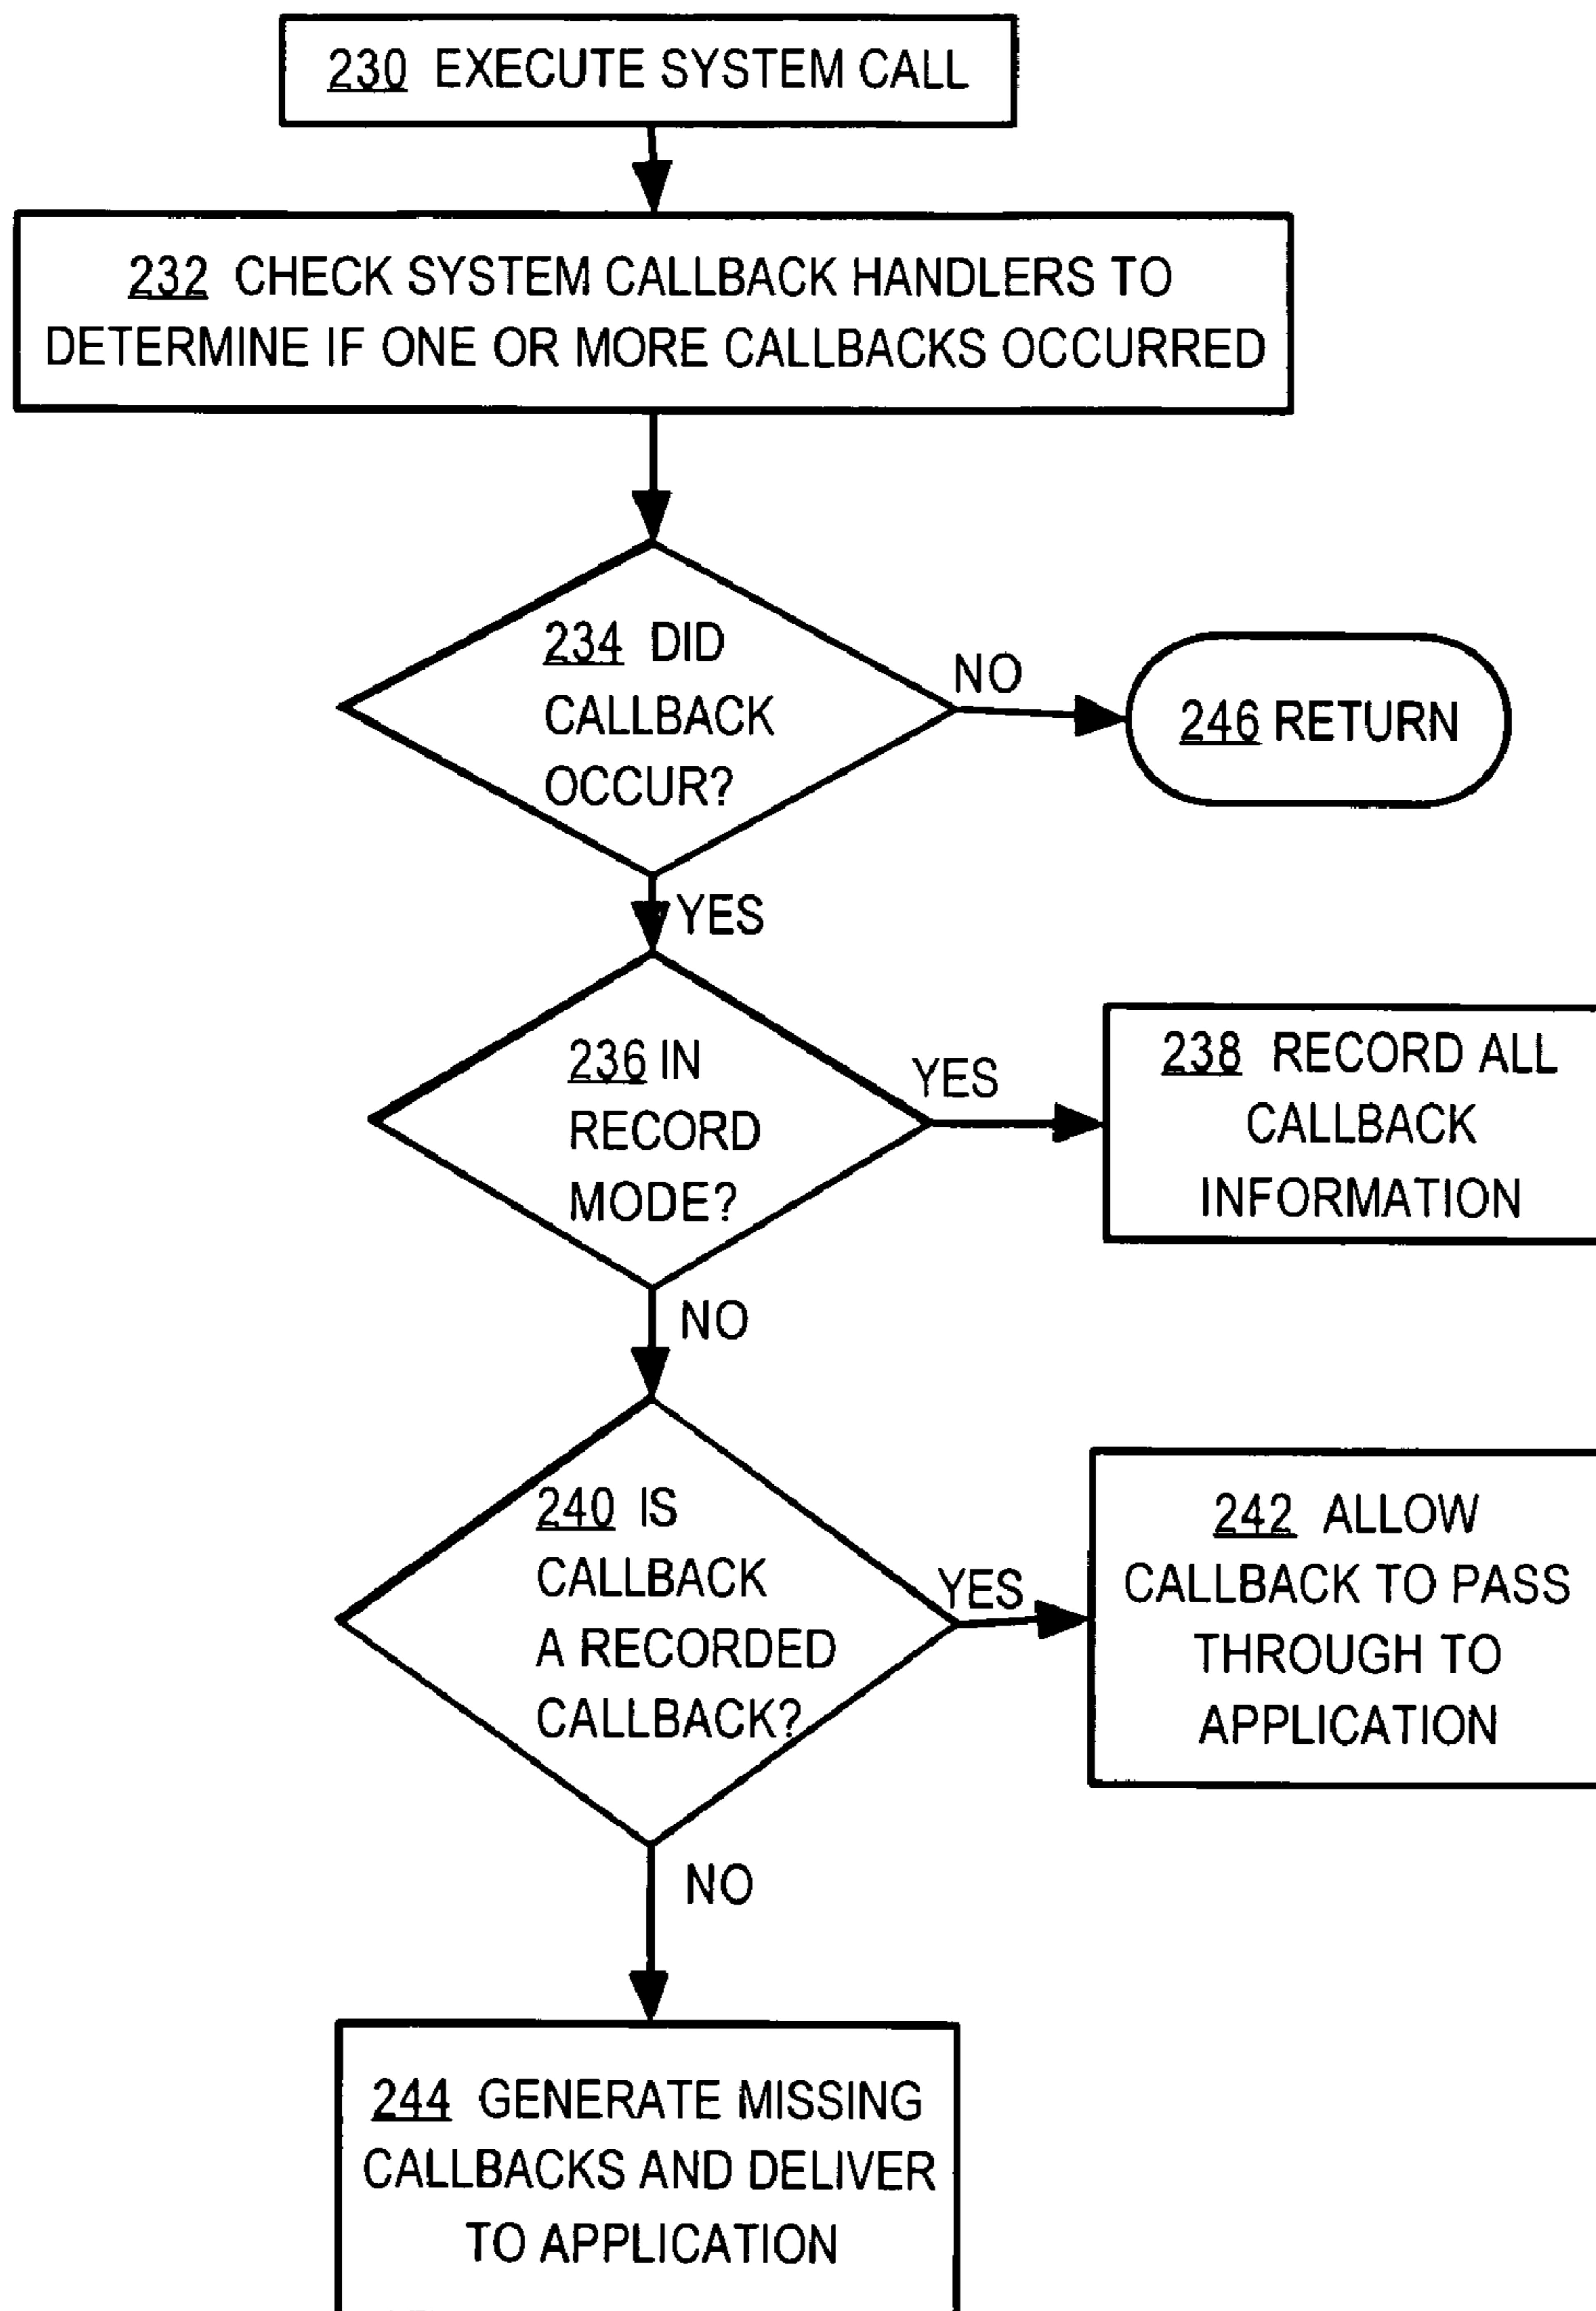 230 EXECUTE SYSTEM CALL
232 CHECK SYSTEM CALLBACK HANDLERS TO
DETERMINE IF ONE OR MORE CALLBACKS OCCURRED
234 DID
CALLBACK
OCCUR?
NO
246 RETURN
YES
236 IN
RECORD
MODE?
YES
238 RECORD ALL
CALLBACK
INFORMATION
NO
240 IS
CALLBACK
A RECORDED
CALLBACK?
YES
242 ALLOW
CALLBACK TO PASS
THROUGH TO
APPLICATION
NO
244 GENERATE MISSING
CALLBACKS AND DELIVER
TO APPLICATION